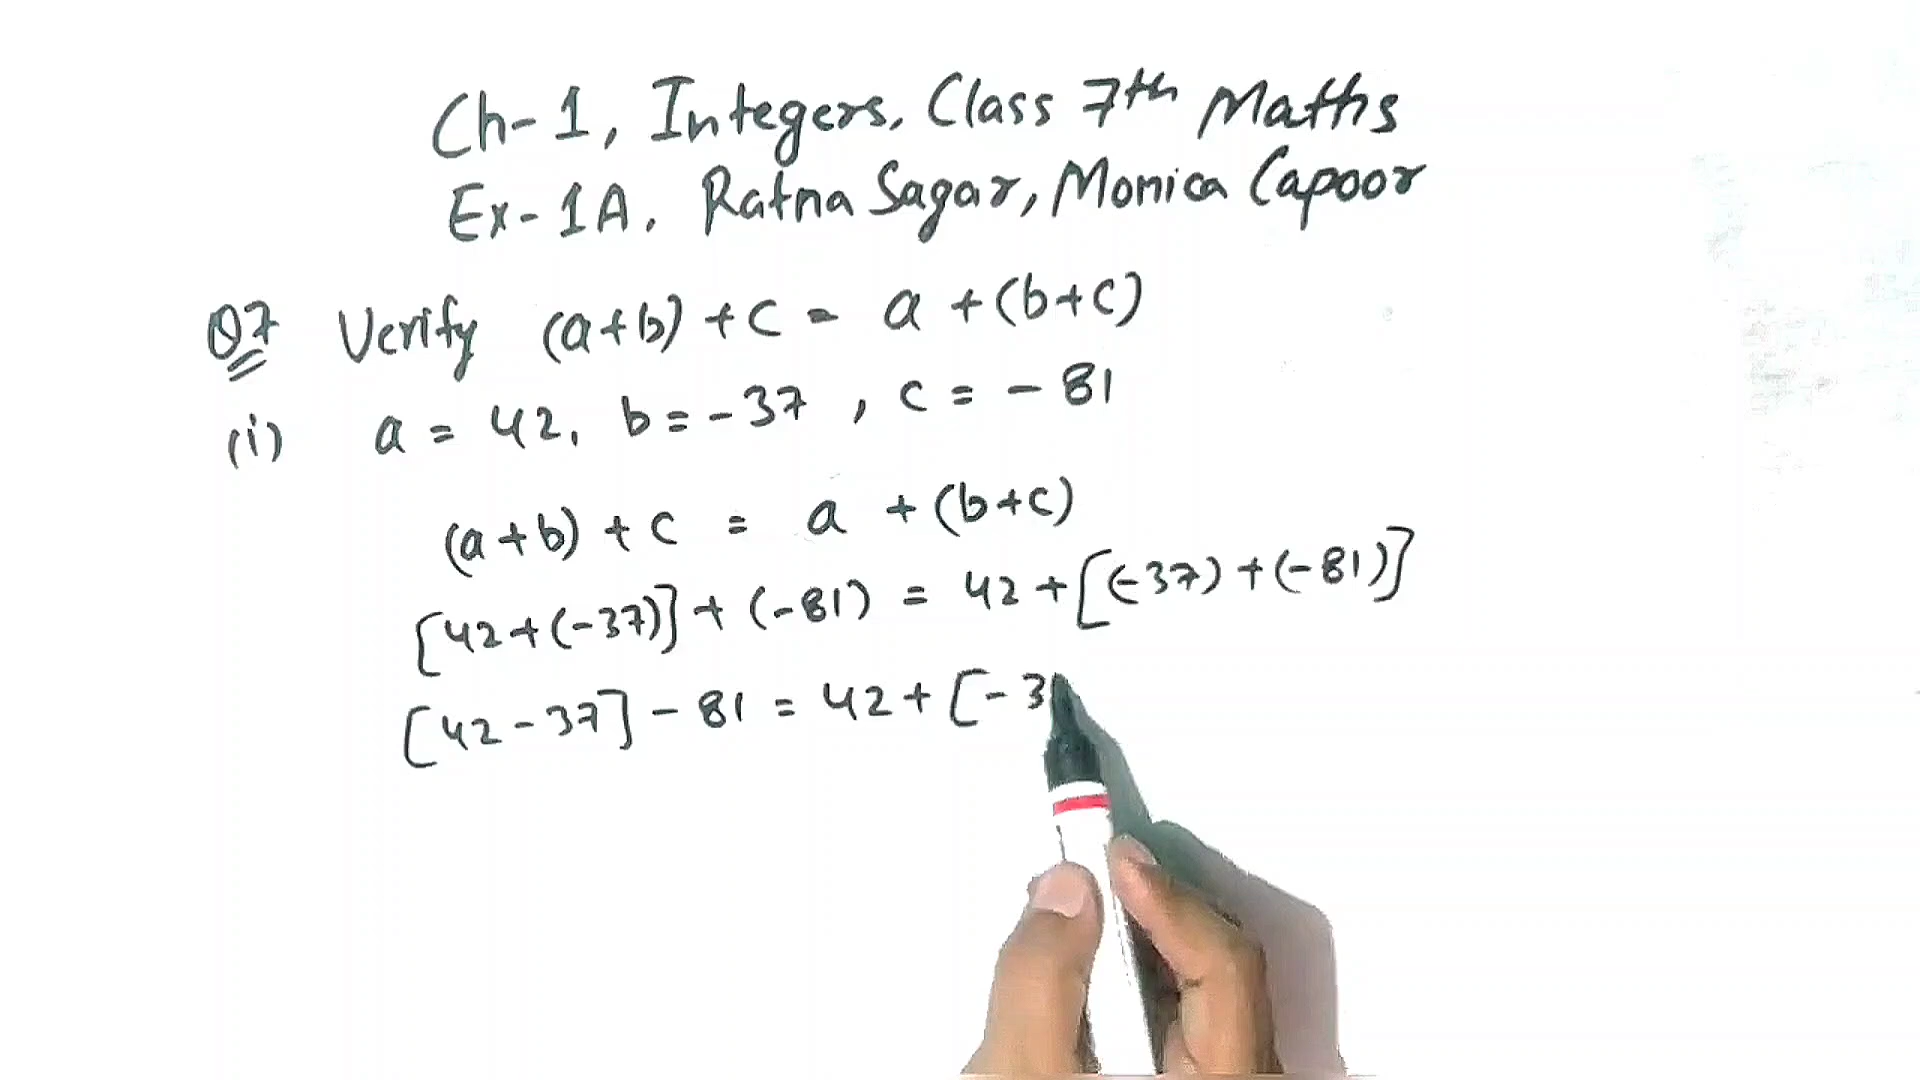 Ch-1, Integers, Class 7th Maths
Ex-1A. Ratna Sagar, Monica Capoor
Q7 Verify (a+b)+c = a+(b+c)
(i) a = 42, b = -37, c = -81
(a+b)+c = a+(b+c)
[42+(-37)]+(-81) = 42+[(-37)+(-81)]
[42-37]-81 = 42+[-3